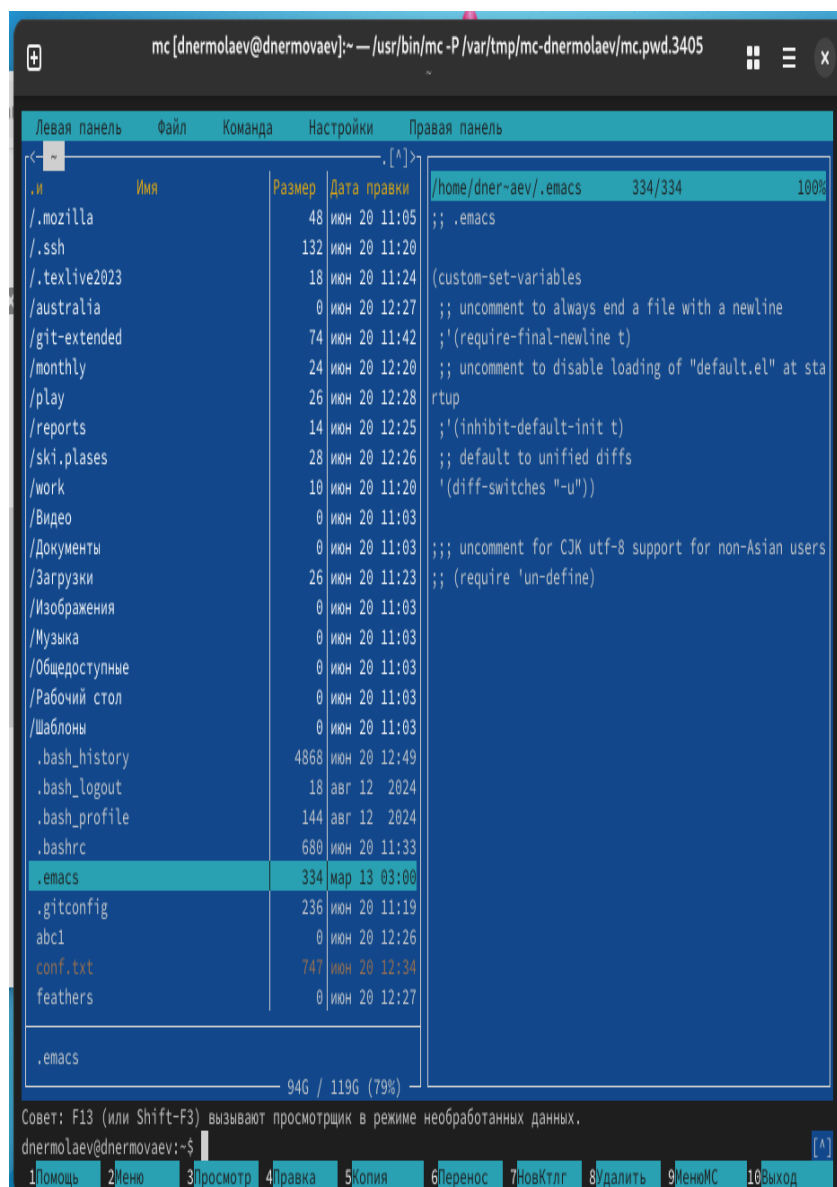 mc [dnermolaev@dnermovaev]:~ — /usr/bin/mc -P /var/tmp/mc-dnermolaev/mc.pwd.3405
~
Левая панель Файл Команда Настройки Правая панель
<─ ~ ─.[^]>
.и Имя Размер Дата правки
/.mozilla 48 июн 20 11:05
/.ssh 132 июн 20 11:20
/.texlive2023 18 июн 20 11:24
/australia 0 июн 20 12:27
/git-extended 74 июн 20 11:42
/monthly 24 июн 20 12:20
/play 26 июн 20 12:28
/reports 14 июн 20 12:25
/ski.plases 28 июн 20 12:26
/work 10 июн 20 11:20
/Видео 0 июн 20 11:03
/Документы 0 июн 20 11:03
/Загрузки 26 июн 20 11:23
/Изображения 0 июн 20 11:03
/Музыка 0 июн 20 11:03
/Общедоступные 0 июн 20 11:03
/Рабочий стол 0 июн 20 11:03
/Шаблоны 0 июн 20 11:03
.bash_history 4868 июн 20 12:49
.bash_logout 18 авг 12 2024
.bash_profile 144 авг 12 2024
.bashrc 680 июн 20 11:33
.emacs 334 мар 13 03:00
.gitconfig 236 июн 20 11:19
abc1 0 июн 20 12:26
conf.txt 747 июн 20 12:34
feathers 0 июн 20 12:27
.emacs
94G / 119G (79%)
/home/dner~aev/.emacs 334/334 100%
;; .emacs
(custom-set-variables
;; uncomment to always end a file with a newline
;'(require-final-newline t)
;; uncomment to disable loading of "default.el" at sta
rtup
;'(inhibit-default-init t)
;; default to unified diffs
'(diff-switches "-u"))
;;; uncomment for CJK utf-8 support for non-Asian users
;; (require 'un-define)
Совет: F13 (или Shift-F3) вызывают просмотрщик в режиме необработанных данных.
dnermolaev@dnermovaev:~$ [^]
1Помощь 2Меню 3Просмотр 4Правка 5Копия 6Перенос 7НовКтлг 8Удалить 9МенюMC 10Выход